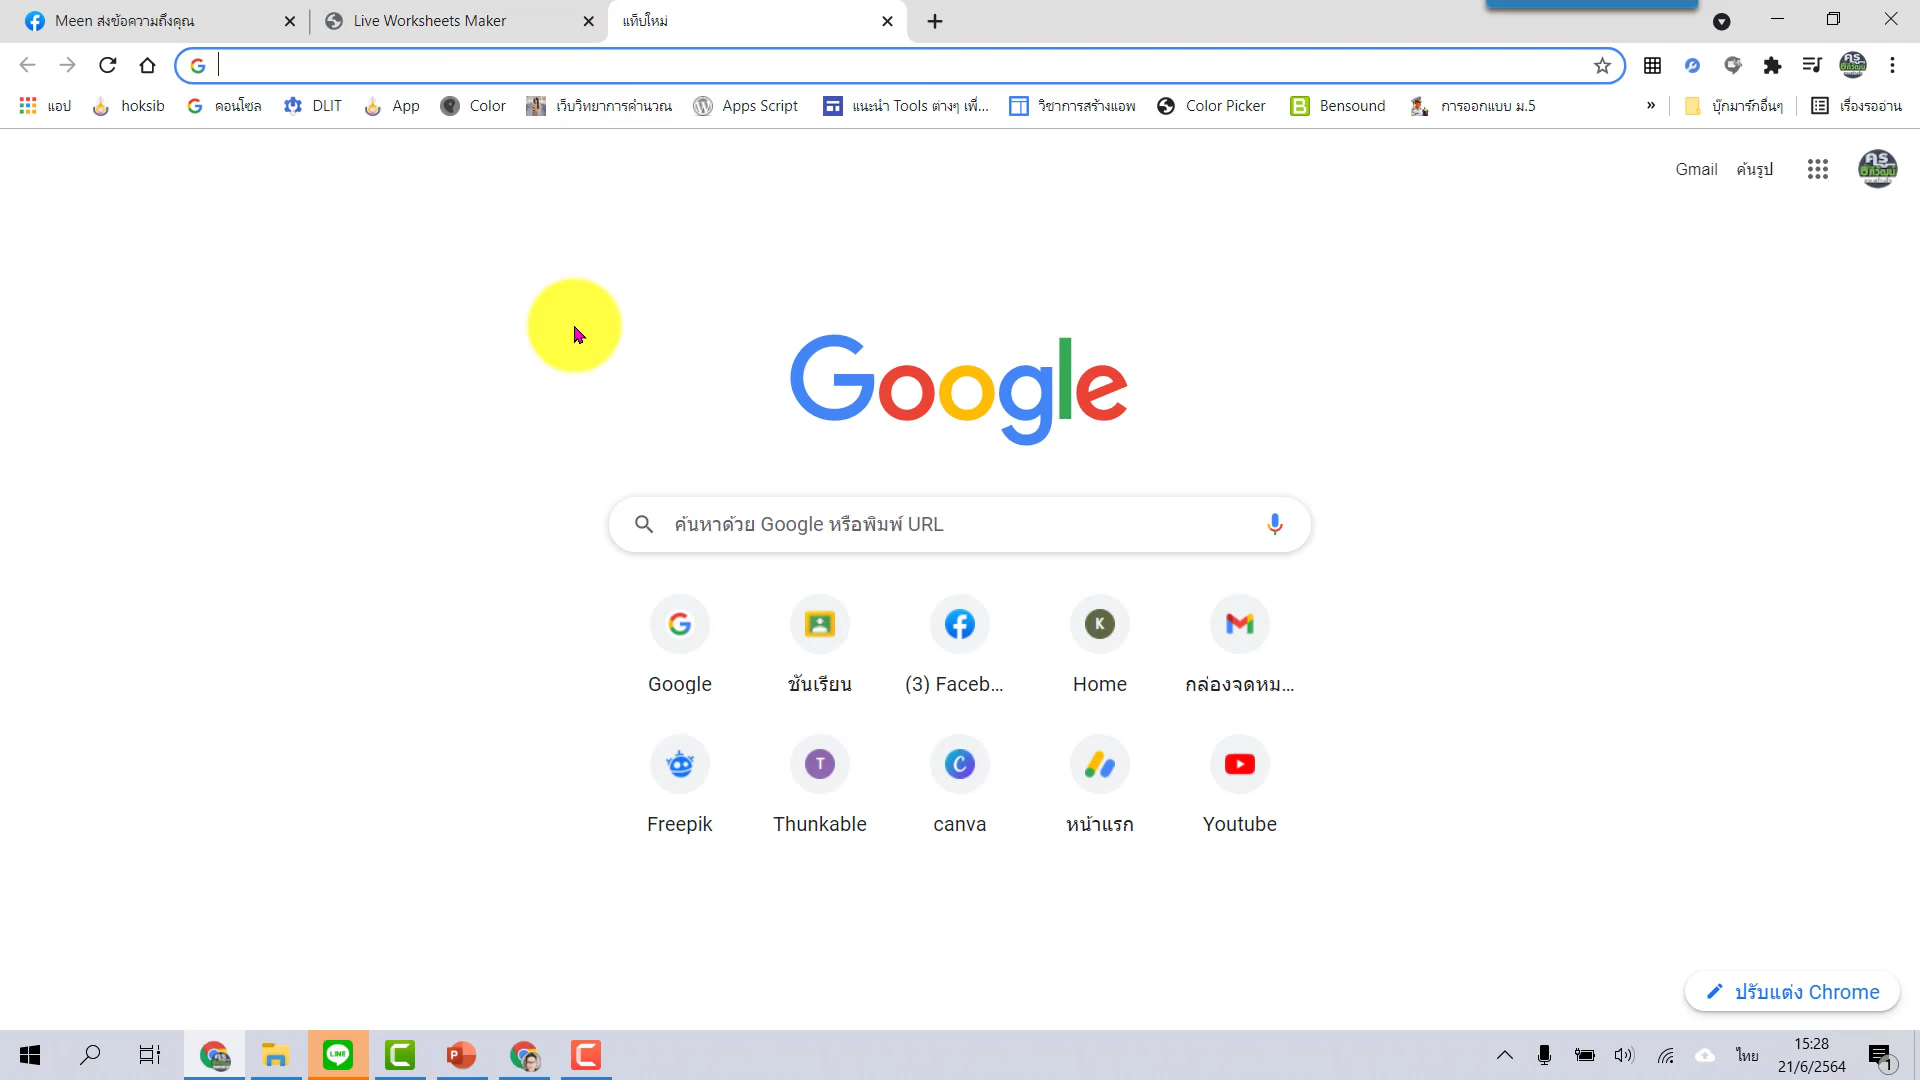 Meen ส่งข้อความถึงคุณ
Live Worksheets Maker
แท็บใหม่
แอป
hoksib
คอนโซล
DLIT
App
Color
เว็บวิทยาการคำนวณ
Apps Script
แนะนำ Tools ต่างๆ เพื่...
วิชาการสร้างแอพ
Color Picker
Bensound
การออกแบบ ม.5
»
บุ๊กมาร์กอื่นๆ
เรื่องรออ่าน
Gmail
ค้นรูป
Google
ค้นหาด้วย Google หรือพิมพ์ URL
Google
ชั้นเรียน
(3) Faceb...
K
Home
กล่องจดหม...
Freepik
T
Thunkable
canva
หน้าแรก
Youtube
ปรับแต่ง Chrome
LINE
ไทย
15:28
21/6/2564
1